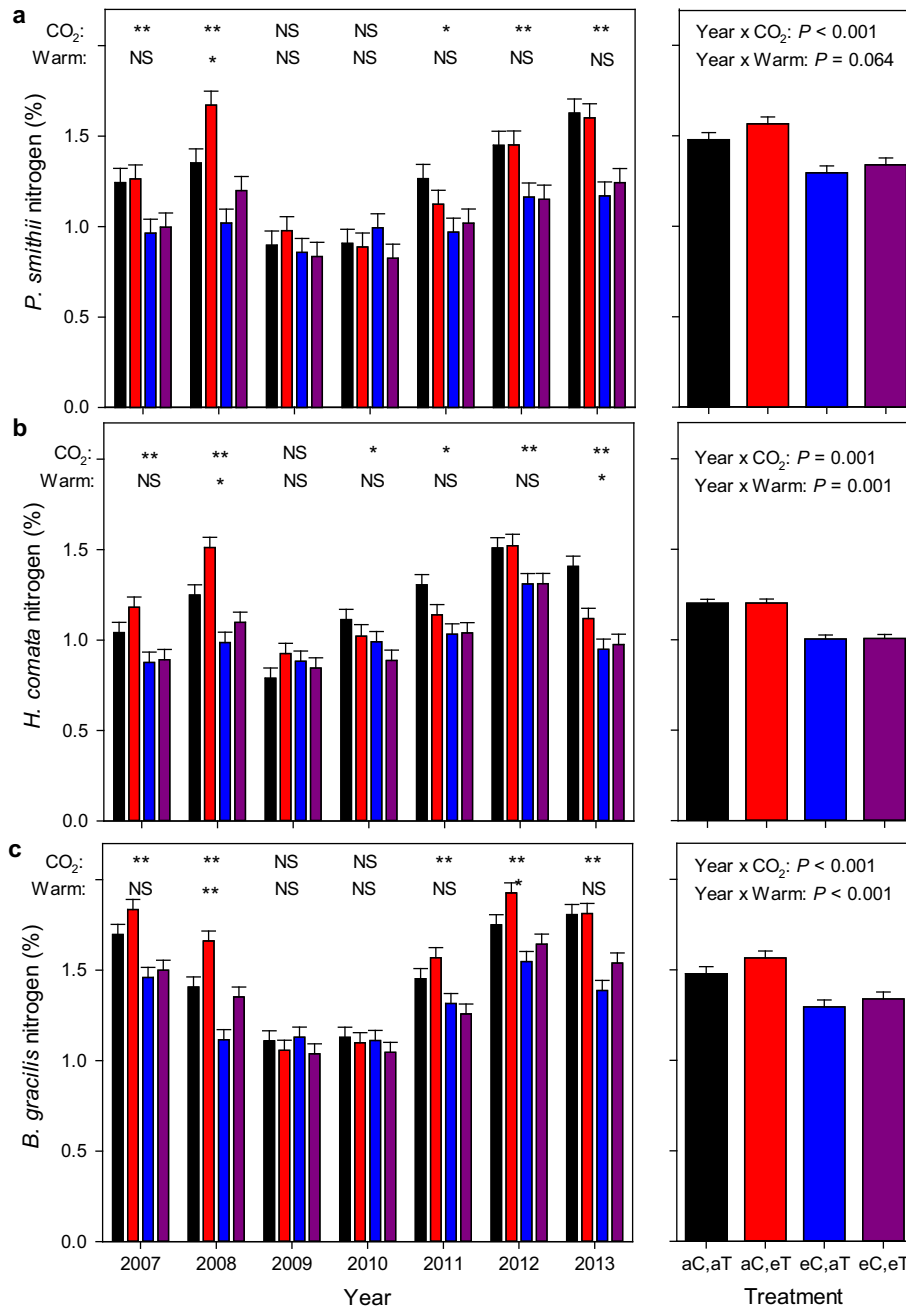 a
CO2: ** ** NS NS * ** **
Warm: NS * NS NS NS NS NS
Year x CO2: P < 0.001
Year x Warm: P = 0.064
P. smithii nitrogen (%)
1.5
1.0
0.5
0.0
b
CO2: ** ** NS * * ** **
Warm: NS * NS NS NS NS *
Year x CO2: P = 0.001
Year x Warm: P = 0.001
H. comata nitrogen (%)
1.5
1.0
0.5
0.0
c
CO2: ** ** NS NS ** ** **
Warm: NS ** NS NS NS * NS
Year x CO2: P < 0.001
Year x Warm: P < 0.001
B. gracilis nitrogen (%)
1.5
1.0
0.5
0.0
2007 2008 2009 2010 2011 2012 2013
Year
aC,aT aC,eT eC,aT eC,eT
Treatment